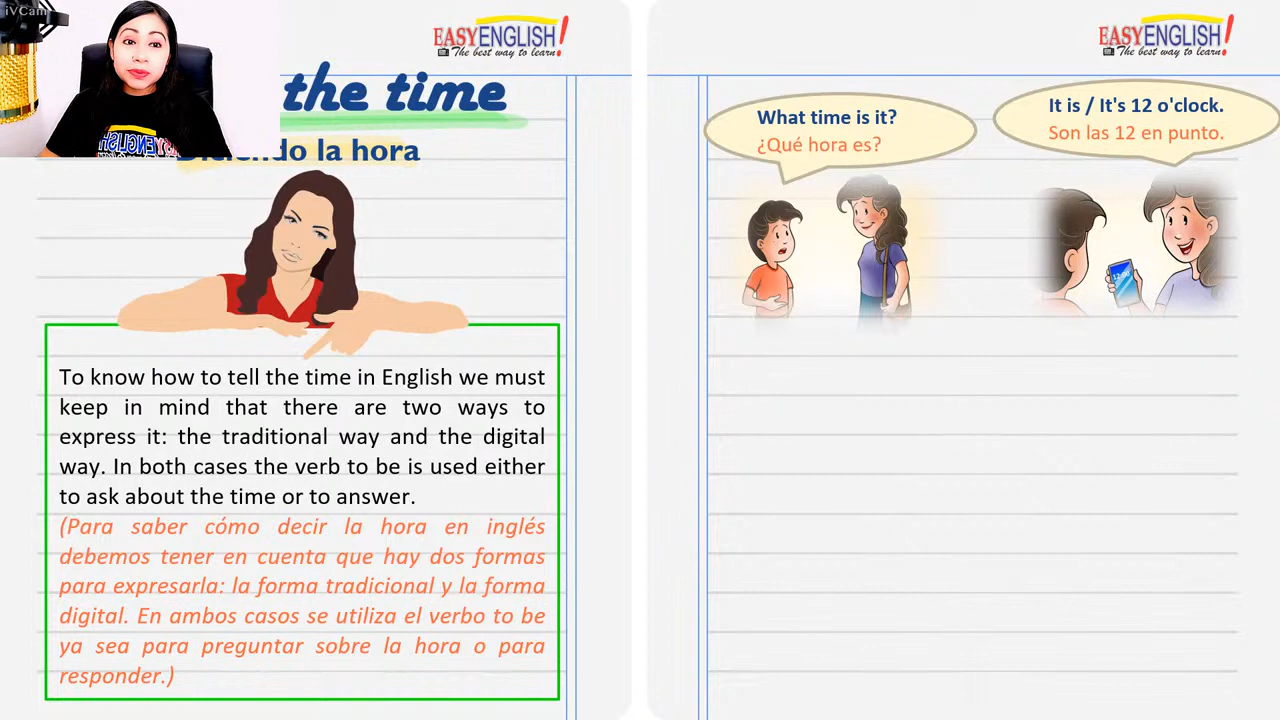 iVCam
EASYENGLISH!
The best way to learn!
the time
Diciendo la hora
To know how to tell the time in English we must
keep in mind that there are two ways to
express it: the traditional way and the digital
way. In both cases the verb to be is used either
to ask about the time or to answer.
(Para saber cómo decir la hora en inglés
debemos tener en cuenta que hay dos formas
para expresarla: la forma tradicional y la forma
digital. En ambos casos se utiliza el verbo to be
ya sea para preguntar sobre la hora o para
responder.)
EASYENGLISH!
The best way to learn!
What time is it?
¿Qué hora es?
It is / It's 12 o'clock.
Son las 12 en punto.
12:00